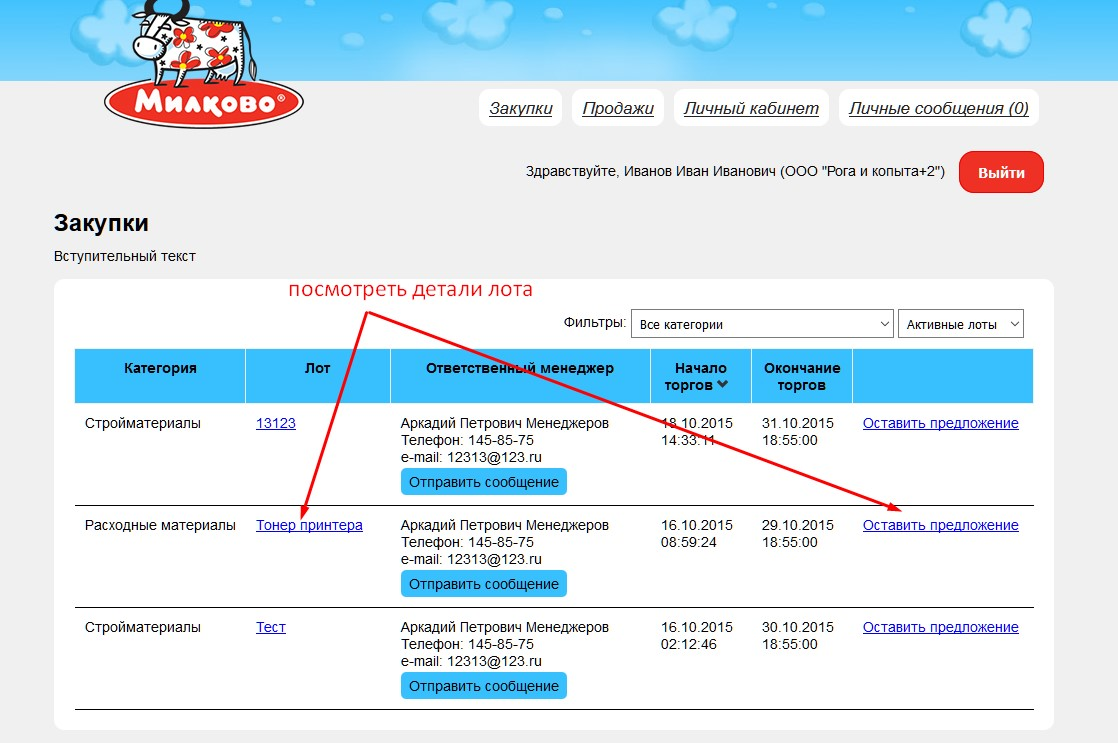 Милково®
Закупки Продажи Личный кабинет Личные сообщения (0)
Здравствуйте, Иванов Иван Иванович (ООО "Рога и копыта+2") Выйти
Закупки
Вступительный текст
посмотреть детали лота
Фильтры: Все категории Активные лоты
Категория Лот Ответственный менеджер Начало торгов Окончание торгов
Стройматериалы 13123 Аркадий Петрович Менеджеров 18.10.2015 31.10.2015 Оставить предложение
Телефон: 145-85-75 14:33:11 18:55:00
e-mail: 12313@123.ru
Отправить сообщение
Расходные материалы Тонер принтера Аркадий Петрович Менеджеров 16.10.2015 29.10.2015 Оставить предложение
Телефон: 145-85-75 08:59:24 18:55:00
e-mail: 12313@123.ru
Отправить сообщение
Стройматериалы Тест Аркадий Петрович Менеджеров 16.10.2015 30.10.2015 Оставить предложение
Телефон: 145-85-75 02:12:46 18:55:00
e-mail: 12313@123.ru
Отправить сообщение